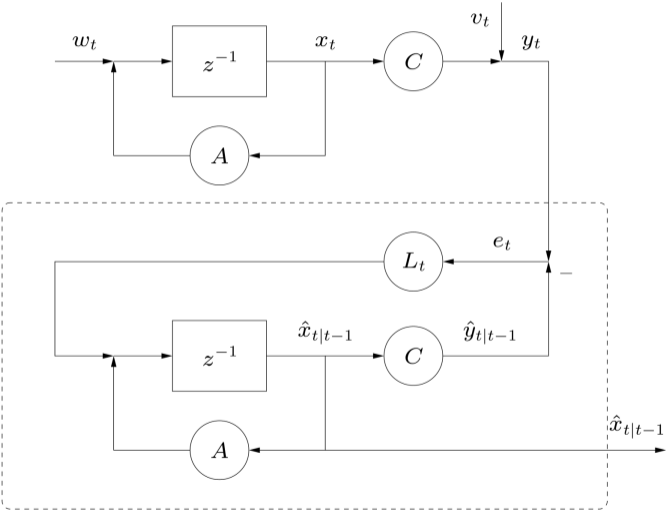 w_t
x_t
v_t
y_t
z^{-1}
C
A
e_t
L_t
−
\hat{x}_{t|t−1}
\hat{y}_{t|t−1}
z^{-1}
C
\hat{x}_{t|t−1}
A